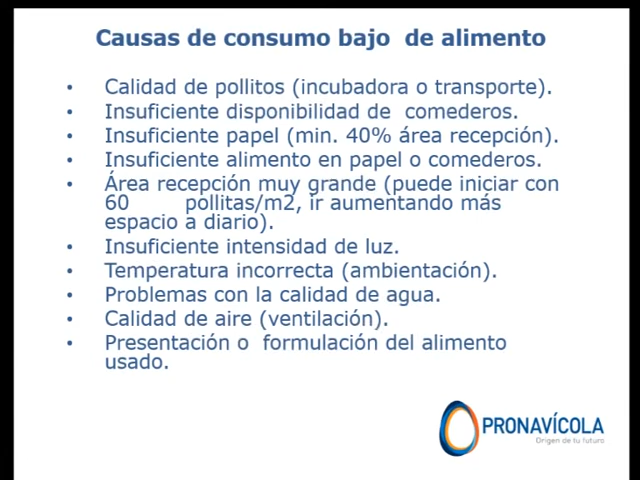 Causas de consumo bajo de alimento
• Calidad de pollitos (incubadora o transporte).
• Insuficiente disponibilidad de comederos.
• Insuficiente papel (min. 40% área recepción).
• Insuficiente alimento en papel o comederos.
• Área recepción muy grande (puede iniciar con
60 pollitas/m2, ir aumentando más
espacio a diario).
• Insuficiente intensidad de luz.
• Temperatura incorrecta (ambientación).
• Problemas con la calidad de agua.
• Calidad de aire (ventilación).
• Presentación o formulación del alimento
usado.
PRONAVÍCOLA
Origen de tu futuro